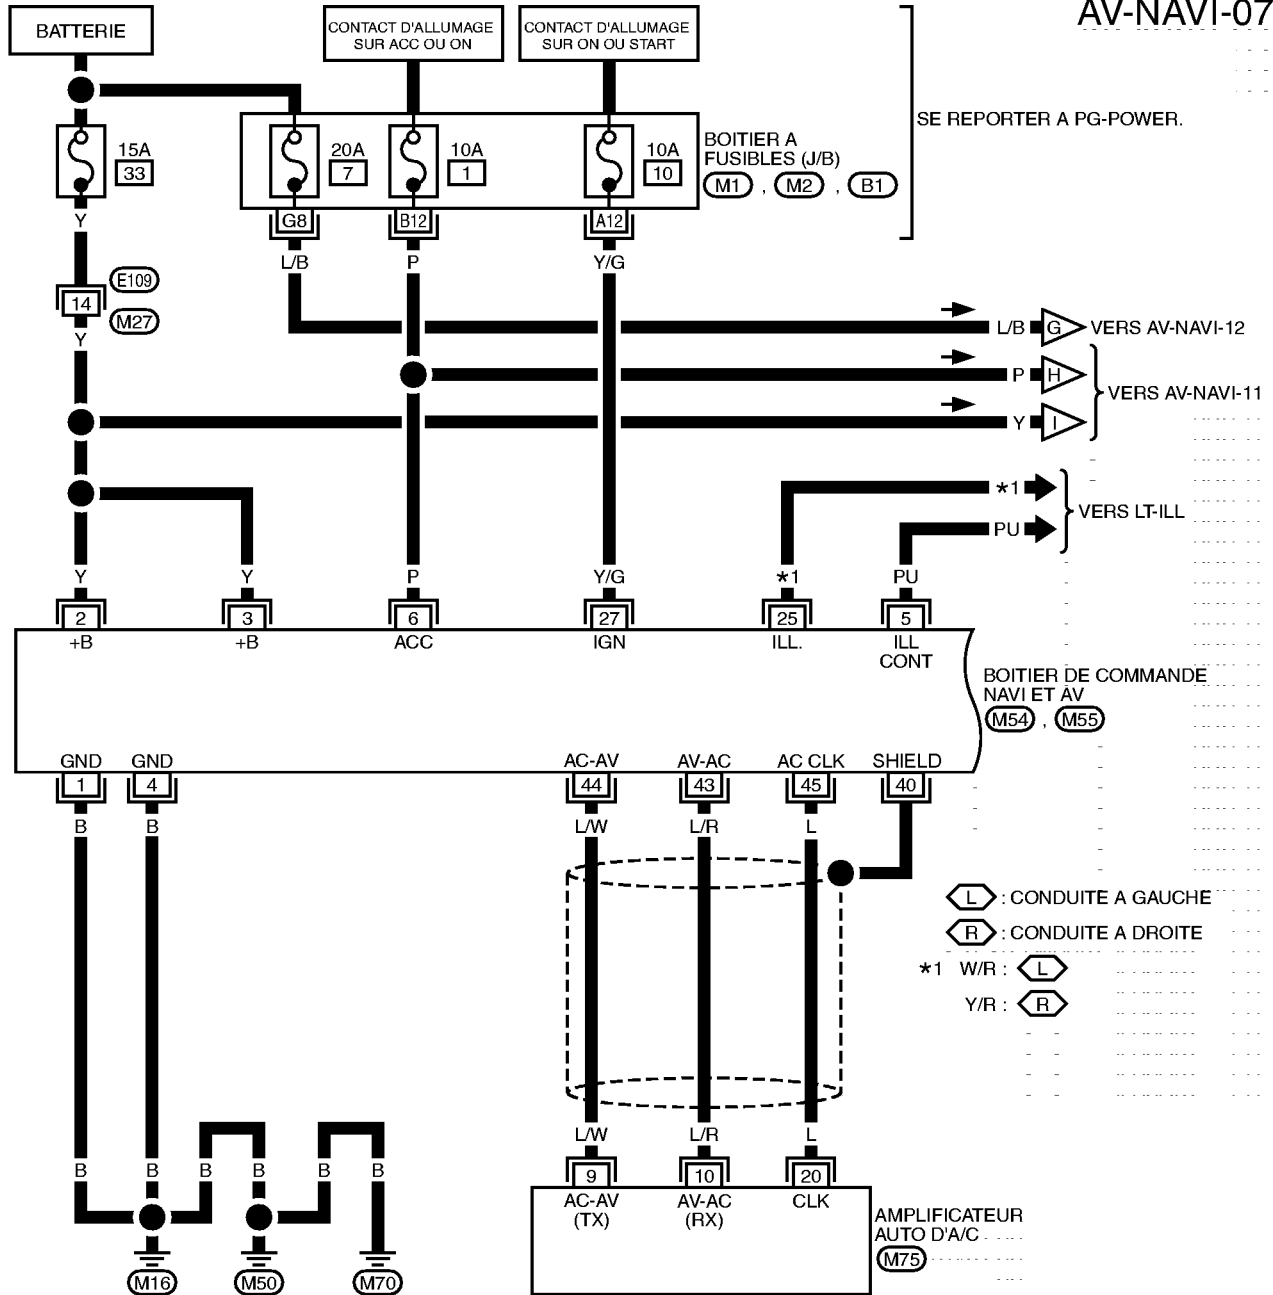 AV-NAVI-07
BATTERIE
CONTACT D'ALLUMAGE
SUR ACC OU ON
CONTACT D'ALLUMAGE
SUR ON OU START
SE REPORTER A PG-POWER.
15A
33
20A
7
10A
1
10A
10
BOITIER A
FUSIBLES (J/B)
M1 , M2 , B1
Y
G8
B12
A12
L/B
P
Y/G
14
E109
M27
Y
L/B
G
VERS AV-NAVI-12
P
H
VERS AV-NAVI-11
Y
I
*1
VERS LT-ILL
PU
Y
Y
P
Y/G
*1
PU
2
3
6
27
25
5
+B
+B
ACC
IGN
ILL.
ILL
CONT
BOITIER DE COMMANDE
NAVI ET AV
M54 , M55
GND
GND
AC-AV
AV-AC
AC CLK
SHIELD
1
4
44
43
45
40
B
B
L/W
L/R
L
L : CONDUITE A GAUCHE
R : CONDUITE A DROITE
*1 W/R : L
Y/R : R
L/W
L/R
L
B
B
B
B
B
B
9
10
20
AC-AV
(TX)
AV-AC
(RX)
CLK
AMPLIFICATEUR
AUTO D'A/C
M75
M16
M50
M70